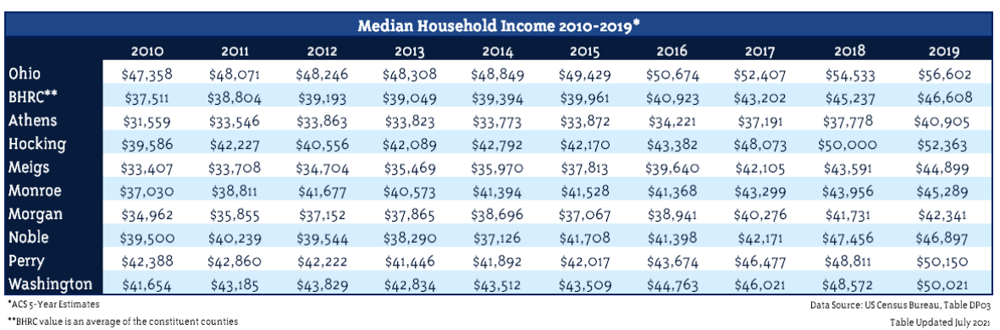 Median Household Income 2010-2019*
2010 2011 2012 2013 2014 2015 2016 2017 2018 2019
Ohio $47,358 $48,071 $48,246 $48,308 $48,849 $49,429 $50,674 $52,407 $54,533 $56,602
BHRC** $37,511 $38,804 $39,193 $39,049 $39,394 $39,961 $40,923 $43,202 $45,237 $46,608
Athens $31,559 $33,546 $33,863 $33,823 $33,773 $33,872 $34,221 $37,191 $37,778 $40,905
Hocking $39,586 $42,227 $40,556 $42,089 $42,792 $42,170 $43,382 $48,073 $50,000 $52,363
Meigs $33,407 $33,708 $34,704 $35,469 $35,970 $37,813 $39,640 $42,105 $43,591 $44,899
Monroe $37,030 $38,811 $41,677 $40,573 $41,394 $41,528 $41,368 $43,299 $43,956 $45,289
Morgan $34,962 $35,855 $37,152 $37,865 $38,696 $37,067 $38,941 $40,276 $41,731 $42,341
Noble $39,500 $40,239 $39,544 $38,290 $37,126 $41,708 $41,398 $42,171 $47,456 $46,897
Perry $42,388 $42,860 $42,222 $41,446 $41,892 $42,017 $43,674 $46,477 $48,811 $50,150
Washington $41,654 $43,185 $43,829 $42,834 $43,512 $43,509 $44,763 $46,021 $48,572 $50,021
*ACS 5-Year Estimates Data Source: US Census Bureau, Table DP03
**BHRC value is an average of the constituent counties Table Updated July 2021